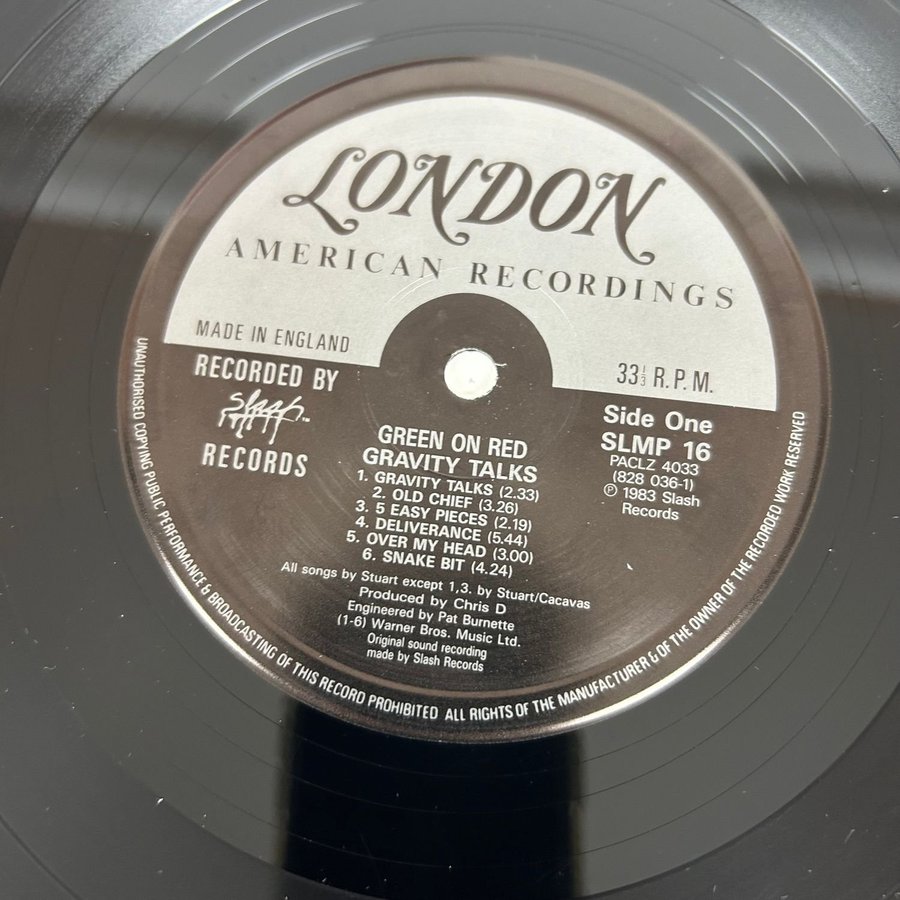 LONDON
AMERICAN RECORDINGS
MADE IN ENGLAND
33 1/3 R.P.M.
RECORDED BY
Slash ™
RECORDS
Side One
SLMP 16
PACLZ 4033
(828 036-1)
℗ 1983 Slash
Records
GREEN ON RED
GRAVITY TALKS
1. GRAVITY TALKS (2.33)
2. OLD CHIEF (3.26)
3. 5 EASY PIECES (2.19)
4. DELIVERANCE (5.44)
5. OVER MY HEAD (3.00)
6. SNAKE BIT (4.24)
All songs by Stuart except 1,3. by Stuart/Cacavas
Produced by Chris D
Engineered by Pat Burnette
(1-6) Warner Bros. Music Ltd.
Original sound recording
made by Slash Records
UNAUTHORISED COPYING PUBLIC PERFORMANCE & BROADCASTING OF THIS RECORD PROHIBITED ALL RIGHTS OF THE MANUFACTURER & OF THE OWNER OF THE RECORDED WORK RESERVED